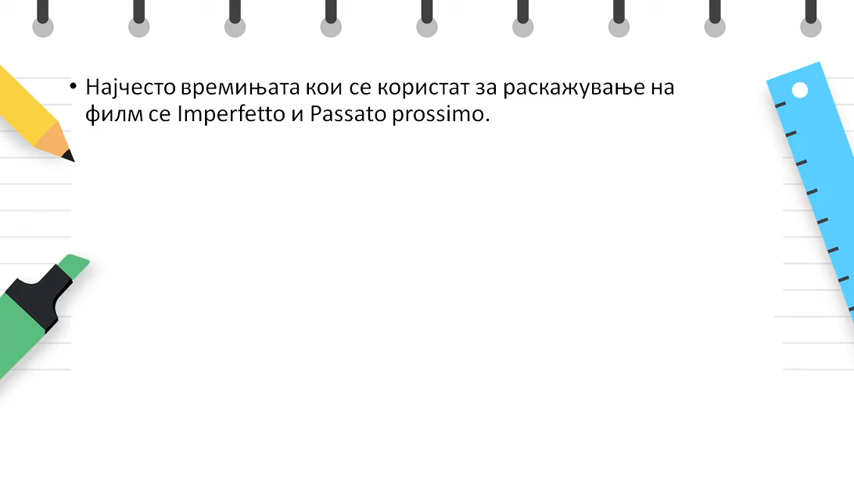 • Најчесто времињата кои се користат за раскажување на
филм се Imperfetto и Passato prossimo.